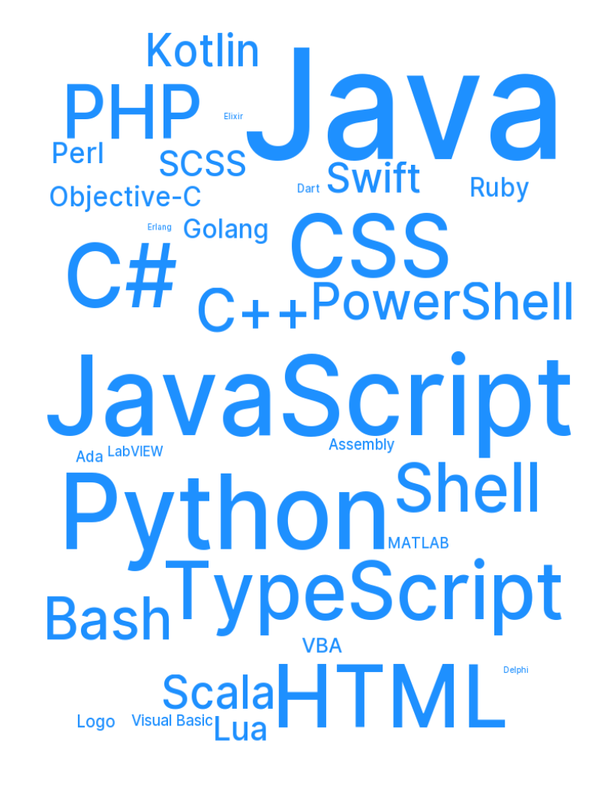 Kotlin
Java
PHP
Elixir
Perl
SCSS
Swift
Dart
Ruby
Objective-C
Erlang
Golang
CSS
C#
C++
PowerShell
JavaScript
Assembly
Ada
LabVIEW
Python
Shell
MATLAB
TypeScript
Bash
VBA
HTML
Delphi
Scala
Logo
Visual Basic
Lua